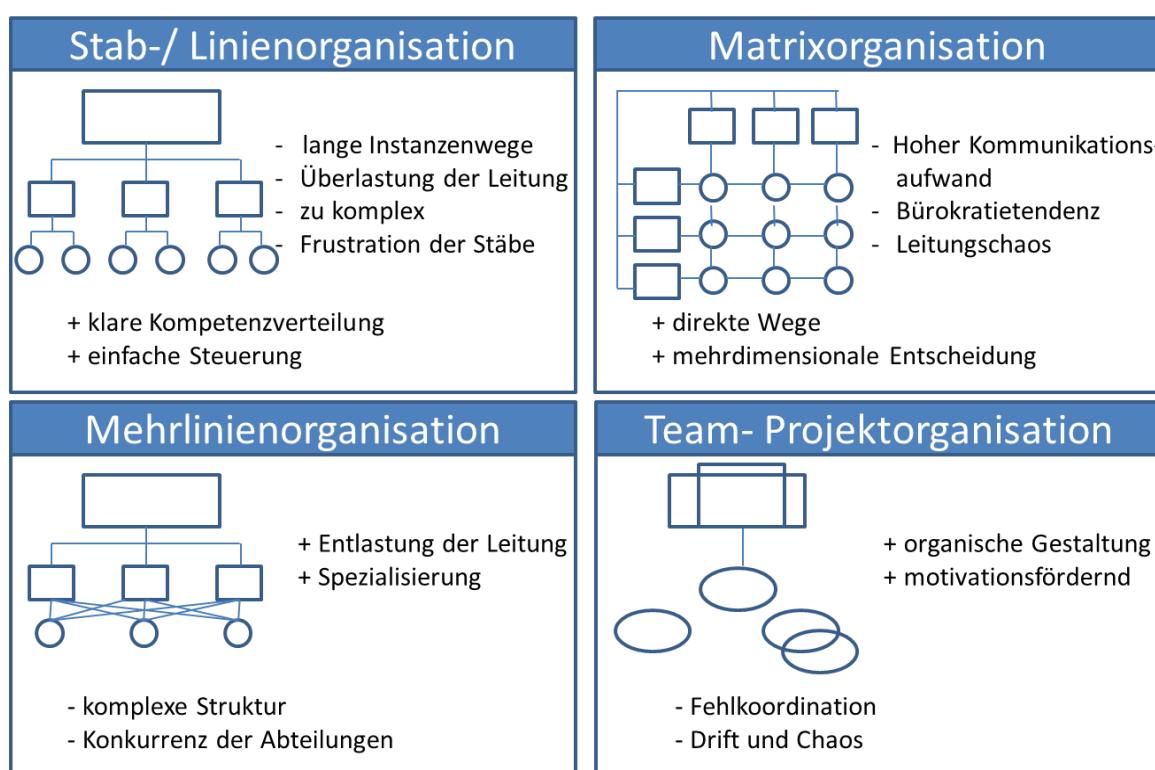 Stab-/ Linienorganisation
- lange Instanzenwege
- Überlastung der Leitung
- zu komplex
- Frustration der Stäbe
+ klare Kompetenzverteilung
+ einfache Steuerung
Matrixorganisation
- Hoher Kommunikations-
aufwand
- Bürokratietendenz
- Leitungschaos
+ direkte Wege
+ mehrdimensionale Entscheidung
Mehrlinienorganisation
+ Entlastung der Leitung
+ Spezialisierung
- komplexe Struktur
- Konkurrenz der Abteilungen
Team- Projektorganisation
+ organische Gestaltung
+ motivationsfördernd
- Fehlkoordination
- Drift und Chaos